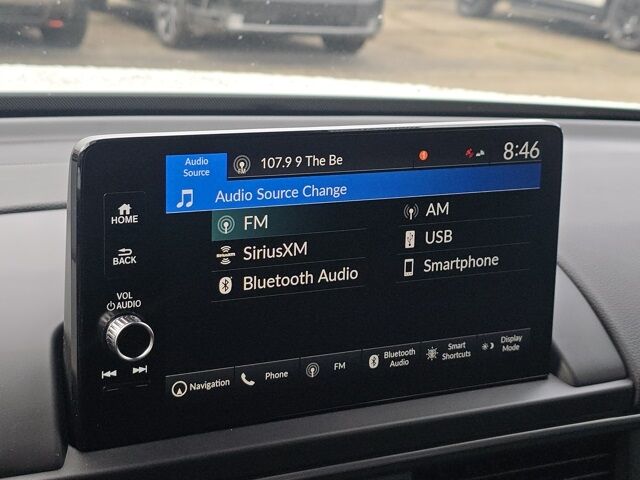 Audio
Source
107.9 9 The Be
8:46
Audio Source Change
FM
AM
SiriusXM
USB
Bluetooth Audio
Smartphone
HOME
BACK
VOL
AUDIO
Navigation
Phone
FM
Bluetooth
Audio
Smart
Shortcuts
Display
Mode